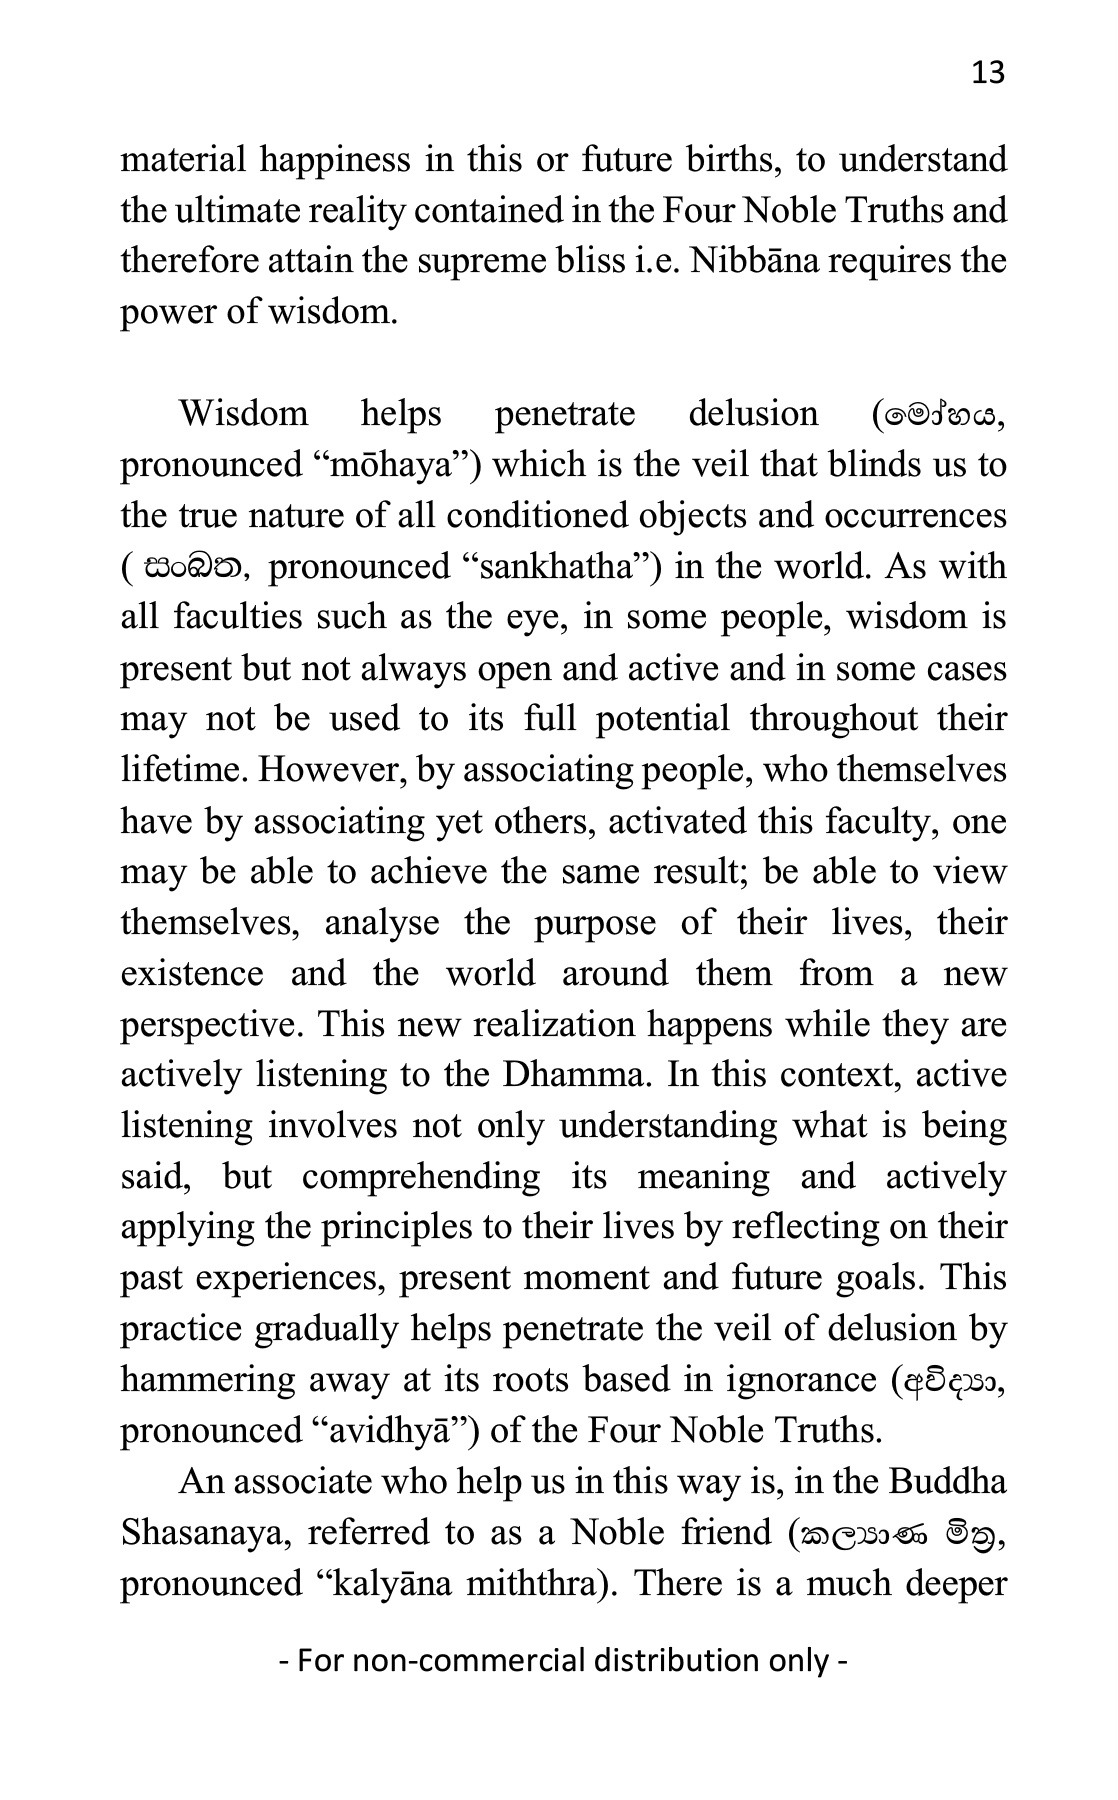 13
material happiness in this or future births, to understand
the ultimate reality contained in the Four Noble Truths and
therefore attain the supreme bliss i.e. Nibbāna requires the
power of wisdom.
Wisdom helps penetrate delusion (මෝහය,
pronounced “mōhaya”) which is the veil that blinds us to
the true nature of all conditioned objects and occurrences
( සංඛත, pronounced “sankhatha”) in the world. As with
all faculties such as the eye, in some people, wisdom is
present but not always open and active and in some cases
may not be used to its full potential throughout their
lifetime. However, by associating people, who themselves
have by associating yet others, activated this faculty, one
may be able to achieve the same result; be able to view
themselves, analyse the purpose of their lives, their
existence and the world around them from a new
perspective. This new realization happens while they are
actively listening to the Dhamma. In this context, active
listening involves not only understanding what is being
said, but comprehending its meaning and actively
applying the principles to their lives by reflecting on their
past experiences, present moment and future goals. This
practice gradually helps penetrate the veil of delusion by
hammering away at its roots based in ignorance (අවිද්‍යා,
pronounced “avidhyā”) of the Four Noble Truths.
An associate who help us in this way is, in the Buddha
Shasanaya, referred to as a Noble friend (කල්‍යාණ මිත්‍ර,
pronounced “kalyāna miththra). There is a much deeper
- For non-commercial distribution only -